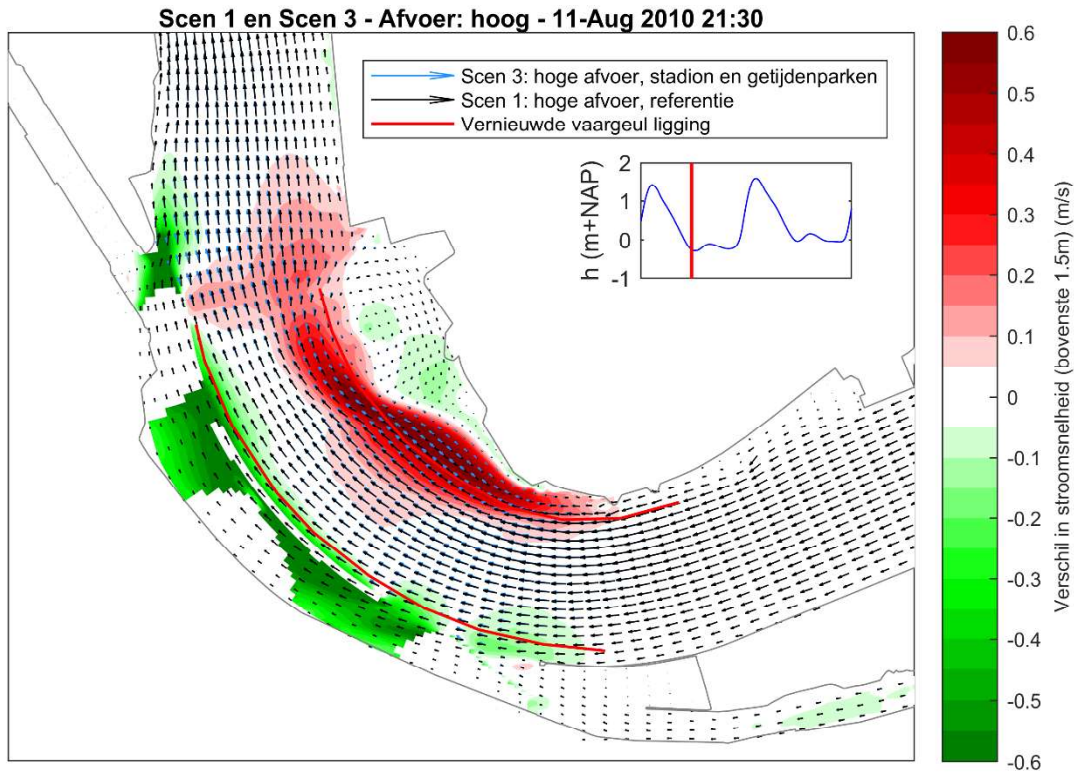 Scen 1 en Scen 3 - Afvoer: hoog - 11-Aug 2010 21:30
Scen 3: hoge afvoer, stadion en getijdenparken
Scen 1: hoge afvoer, referentie
Vernieuwde vaargeul ligging
h (m+NAP)
2
1
0
-1
0.6
0.5
0.4
0.3
0.2
0.1
0
-0.1
-0.2
-0.3
-0.4
-0.5
-0.6
Verschil in stroomsnelheid (bovenste 1.5m) (m/s)